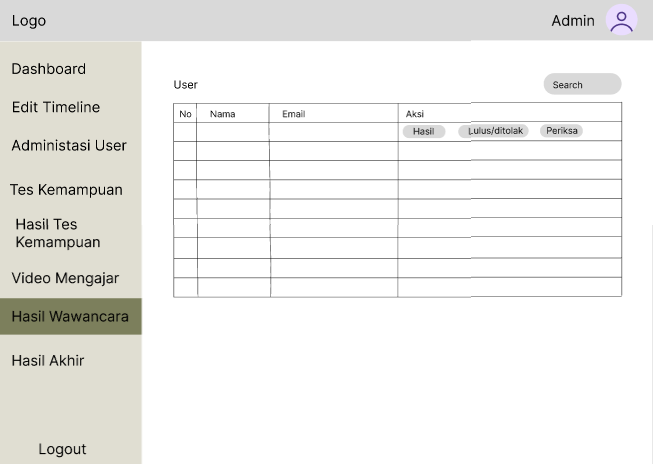 Logo
Admin
Dashboard
Edit Timeline
Administasi User
Tes Kemampuan
Hasil Tes
Kemampuan
Video Mengajar
Hasil Wawancara
Hasil Akhir
Logout
User
Search
No Nama Email Aksi
Hasil Lulus/ditolak Periksa